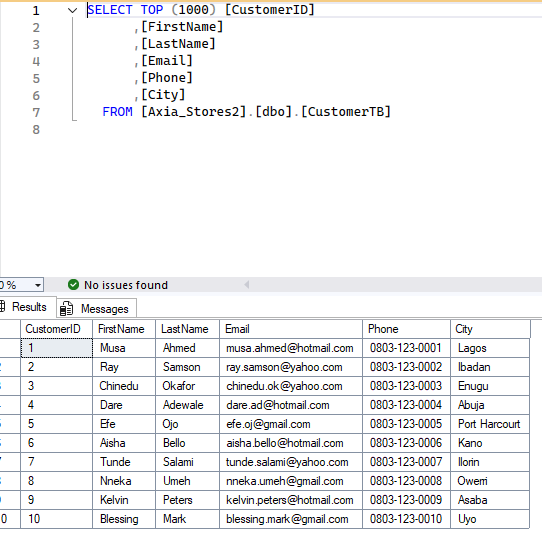 1 SELECT TOP (1000) [CustomerID]
2 ,[FirstName]
3 ,[LastName]
4 ,[Email]
5 ,[Phone]
6 ,[City]
7 FROM [Axia_Stores2].[dbo].[CustomerTB]
8
0 % No issues found
Results Messages
CustomerID FirstName LastName Email Phone City
1 Musa Ahmed musa.ahmed@hotmail.com 0803-123-0001 Lagos
2 2 Ray Samson ray.samson@yahoo.com 0803-123-0002 Ibadan
3 3 Chinedu Okafor chinedu.ok@yahoo.com 0803-123-0003 Enugu
4 4 Dare Adewale dare.ad@hotmail.com 0803-123-0004 Abuja
5 5 Efe Ojo efe.oj@gmail.com 0803-123-0005 Port Harcourt
6 6 Aisha Bello aisha.bello@hotmail.com 0803-123-0006 Kano
7 7 Tunde Salami tunde.salami@yahoo.com 0803-123-0007 Ilorin
8 8 Nneka Umeh nneka.umeh@gmail.com 0803-123-0008 Owerri
9 9 Kelvin Peters kelvin.peters@hotmail.com 0803-123-0009 Asaba
0 10 Blessing Mark blessing.mark@gmail.com 0803-123-0010 Uyo